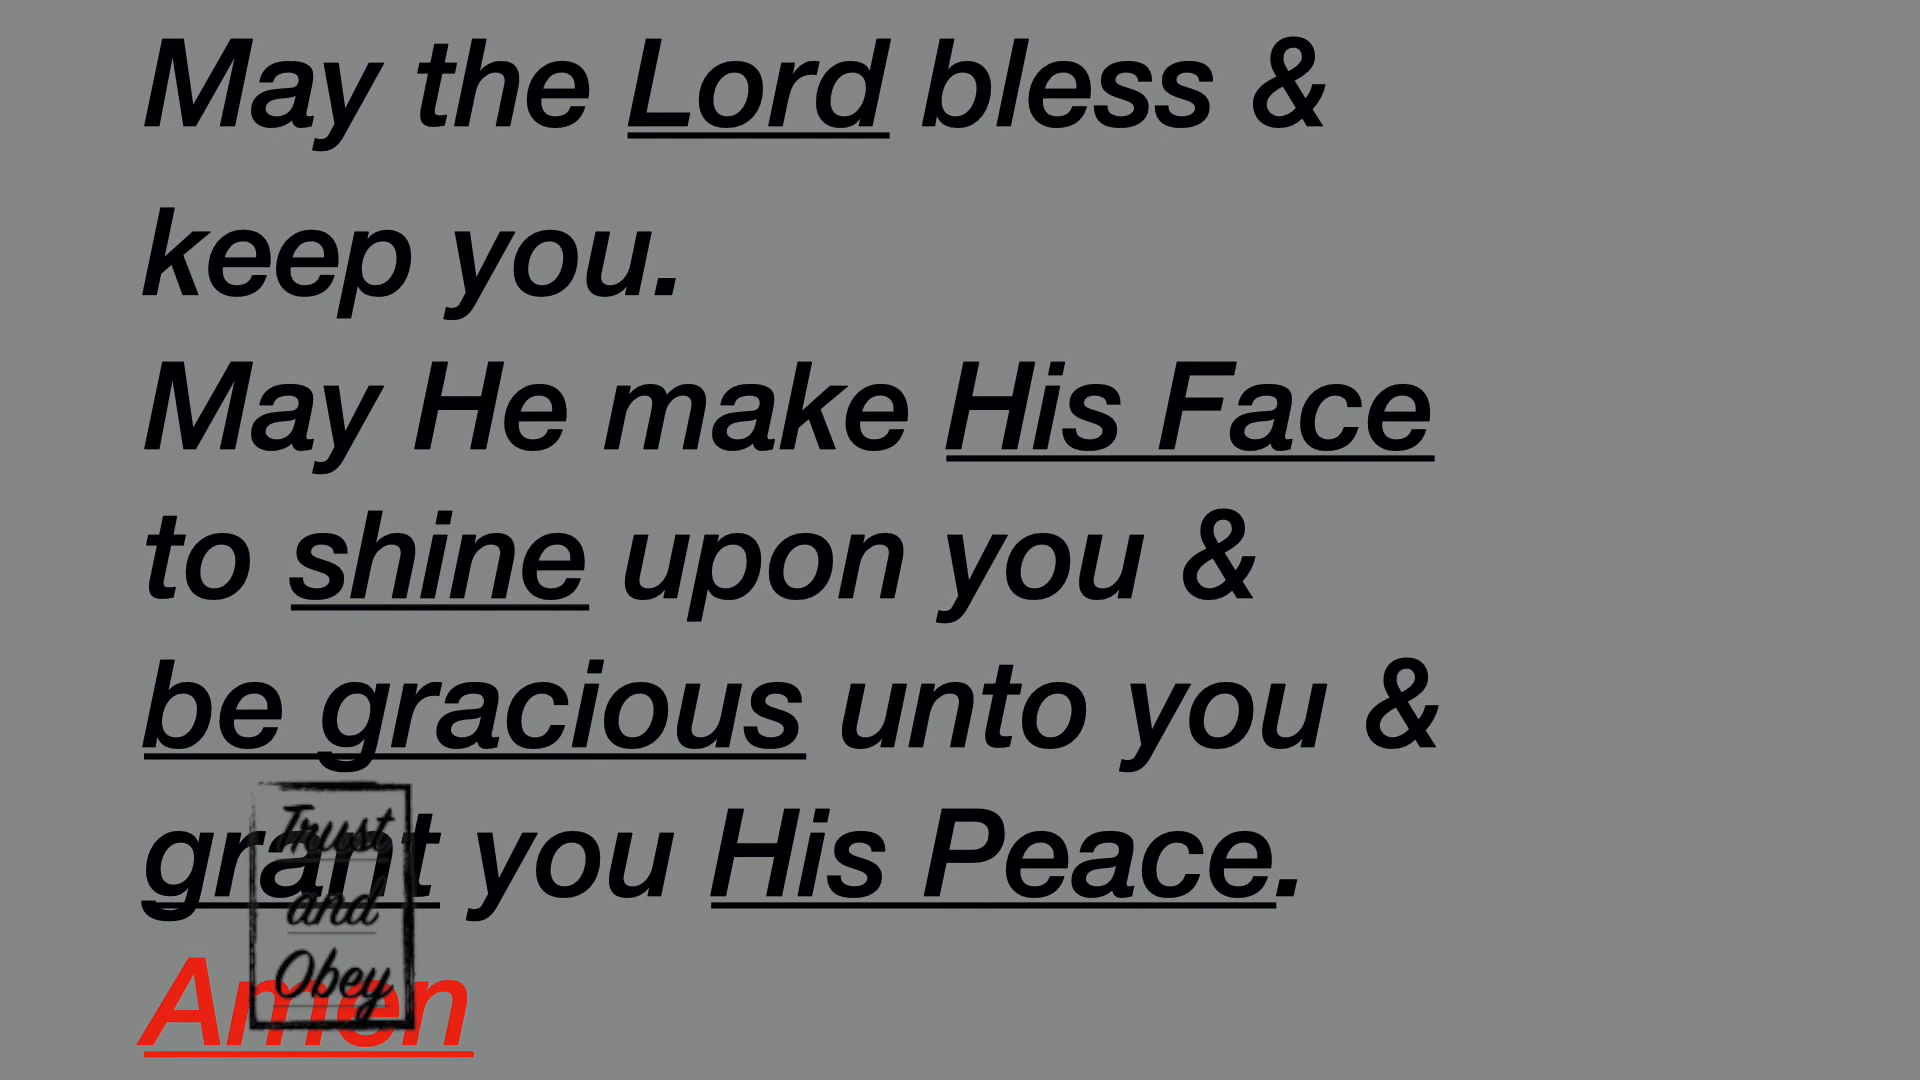 May the Lord bless &
keep you.
May He make His Face
to shine upon you &
be gracious unto you &
grant you His Peace.
Amen
Trust
and
Obey